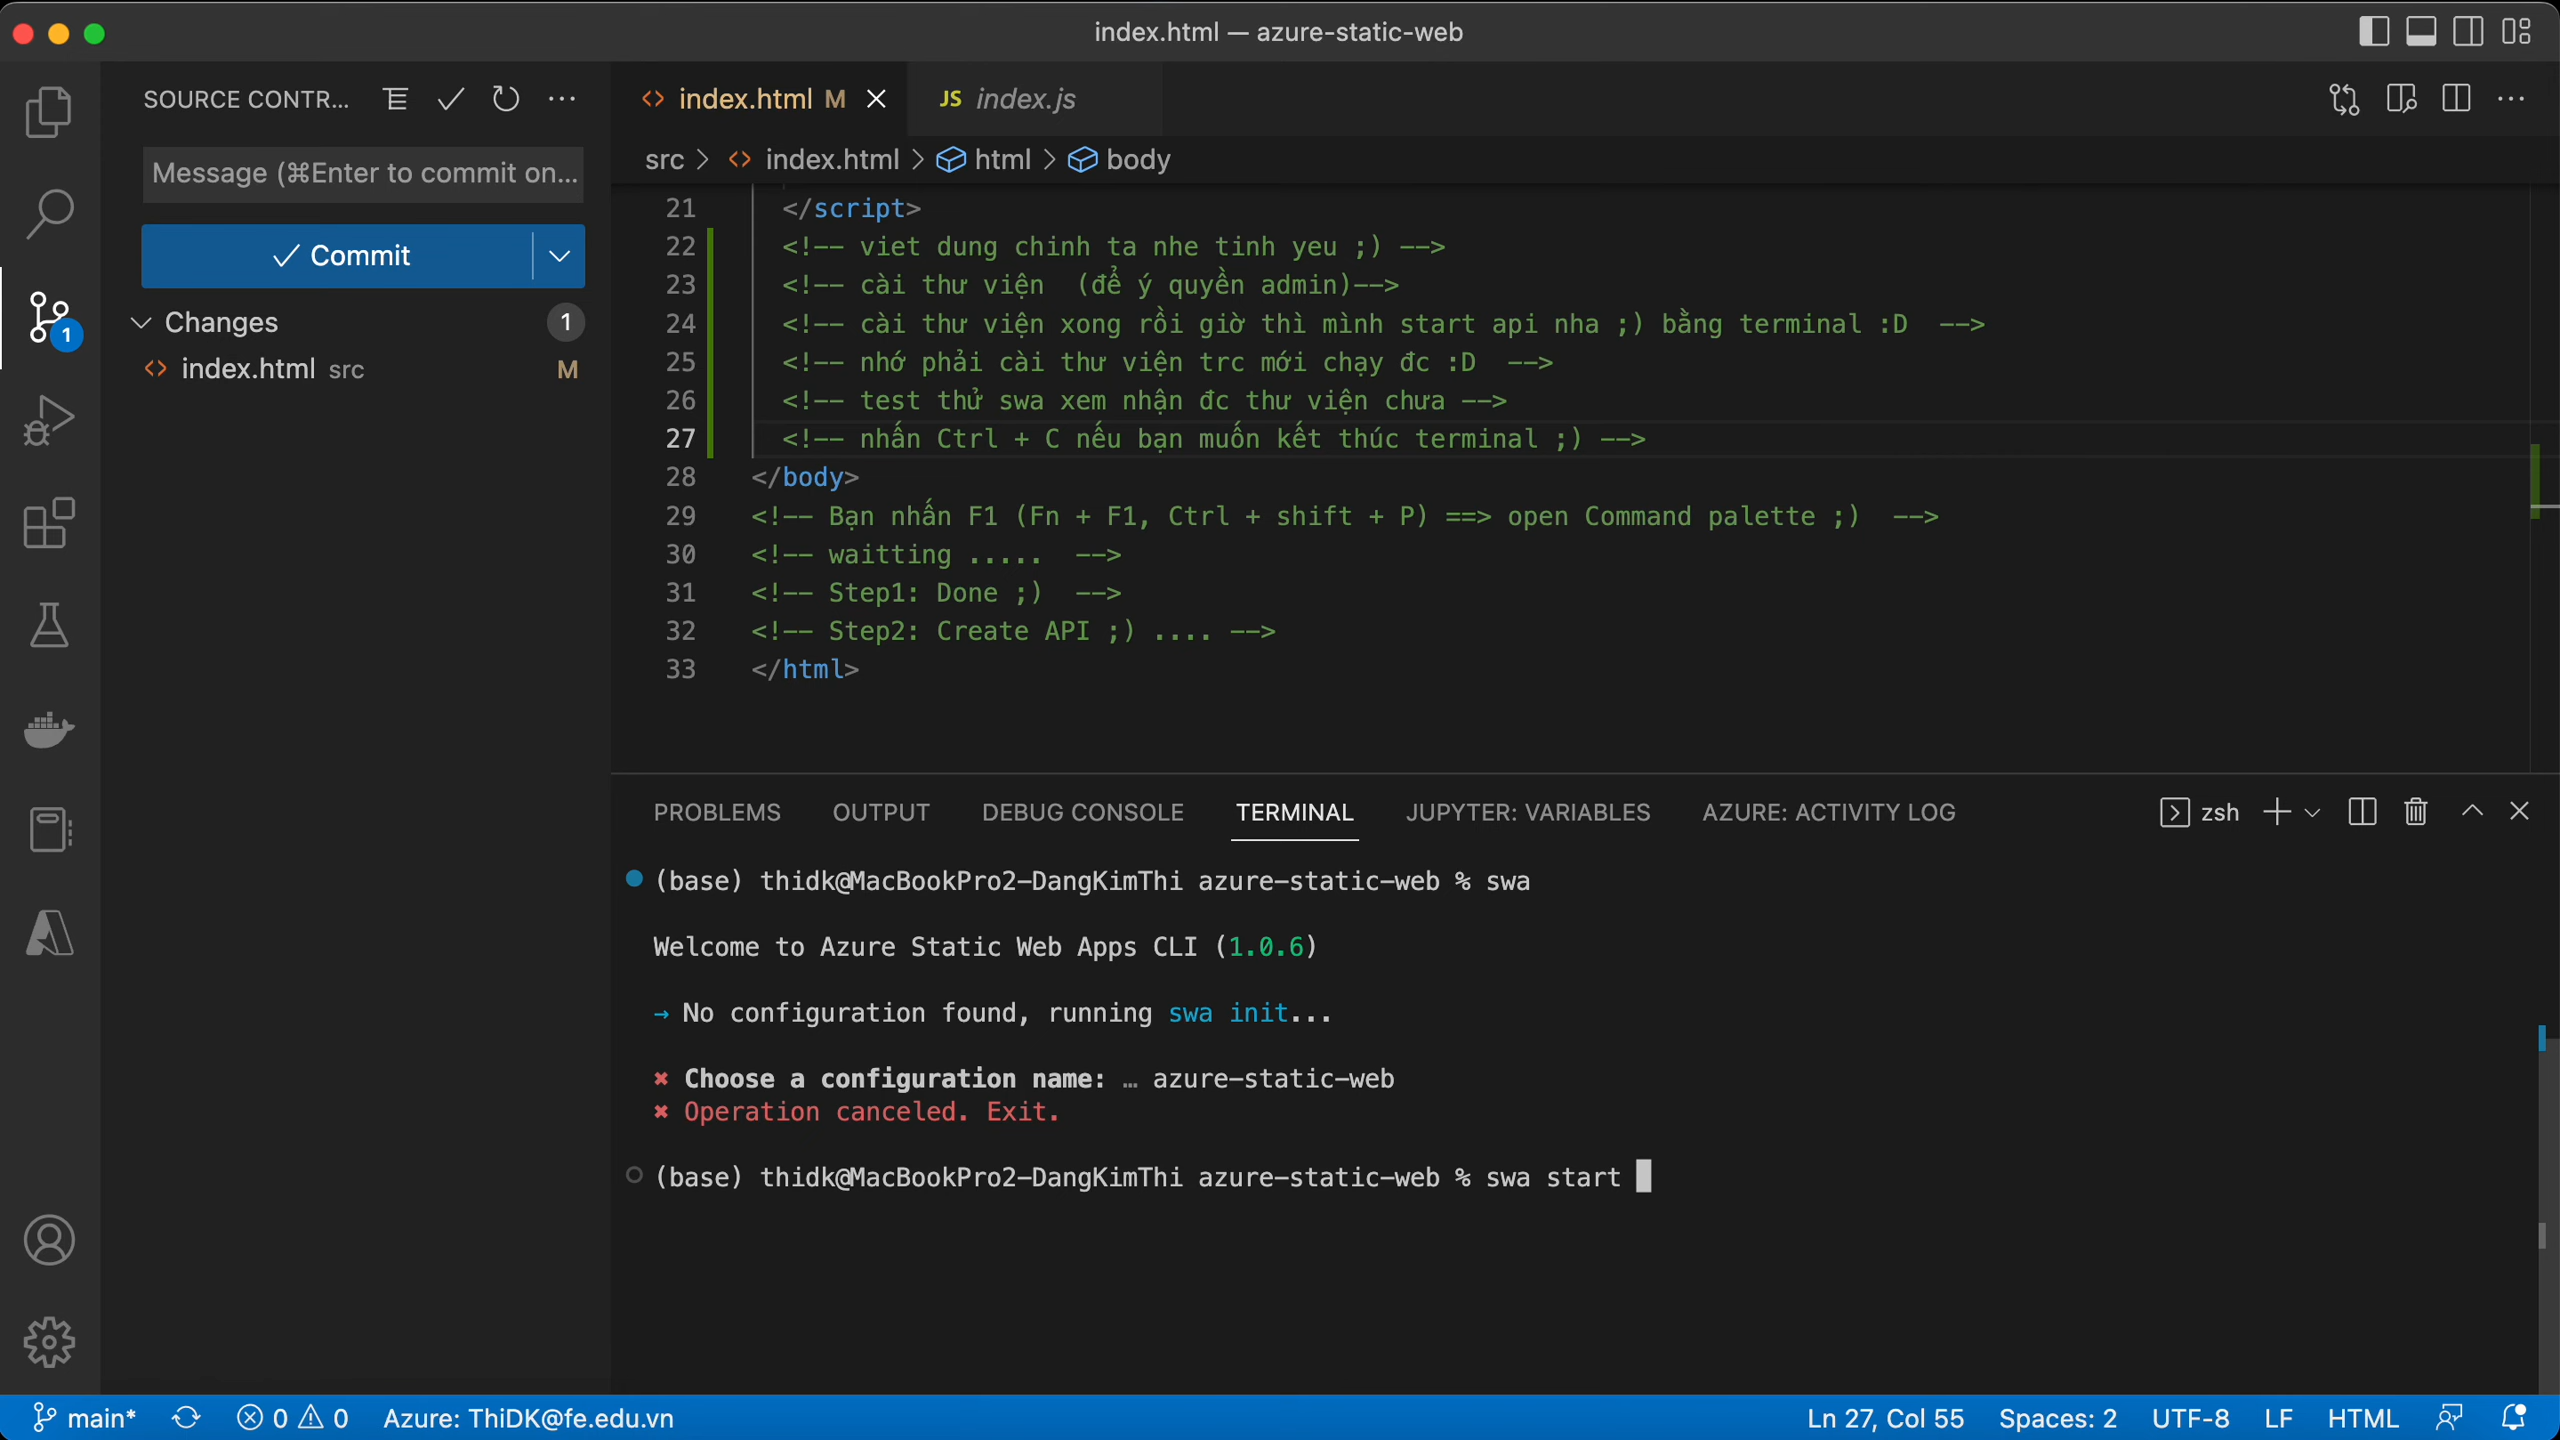 index.html — azure-static-web
SOURCE CONTR...
Message (⌘Enter to commit on...
Commit
Changes 1
index.html src M
1
index.html M
JS index.js
src > index.html > html > body
21 </script>
22 <!-- viet dung chinh ta nhe tinh yeu ;) -->
23 <!-- cài thư viện  (để ý quyền admin)-->
24 <!-- cài thư viện xong rồi giờ thì mình start api nha ;) bằng terminal :D  -->
25 <!-- nhớ phải cài thư viện trc mới chạy đc :D  -->
26 <!-- test thử swa xem nhận đc thư viện chưa -->
27 <!-- nhấn Ctrl + C nếu bạn muốn kết thúc terminal ;) -->
28 </body>
29 <!-- Bạn nhấn F1 (Fn + F1, Ctrl + shift + P) ==> open Command palette ;)  -->
30 <!-- waitting .....  -->
31 <!-- Step1: Done ;)  -->
32 <!-- Step2: Create API ;) .... -->
33 </html>
PROBLEMS OUTPUT DEBUG CONSOLE TERMINAL JUPYTER: VARIABLES AZURE: ACTIVITY LOG zsh
(base) thidk@MacBookPro2-DangKimThi azure-static-web % swa
Welcome to Azure Static Web Apps CLI (1.0.6)
→ No configuration found, running swa init...
✖ Choose a configuration name: … azure-static-web
✖ Operation canceled. Exit.
(base) thidk@MacBookPro2-DangKimThi azure-static-web % swa start
main* 0 0 Azure: ThiDK@fe.edu.vn Ln 27, Col 55 Spaces: 2 UTF-8 LF HTML